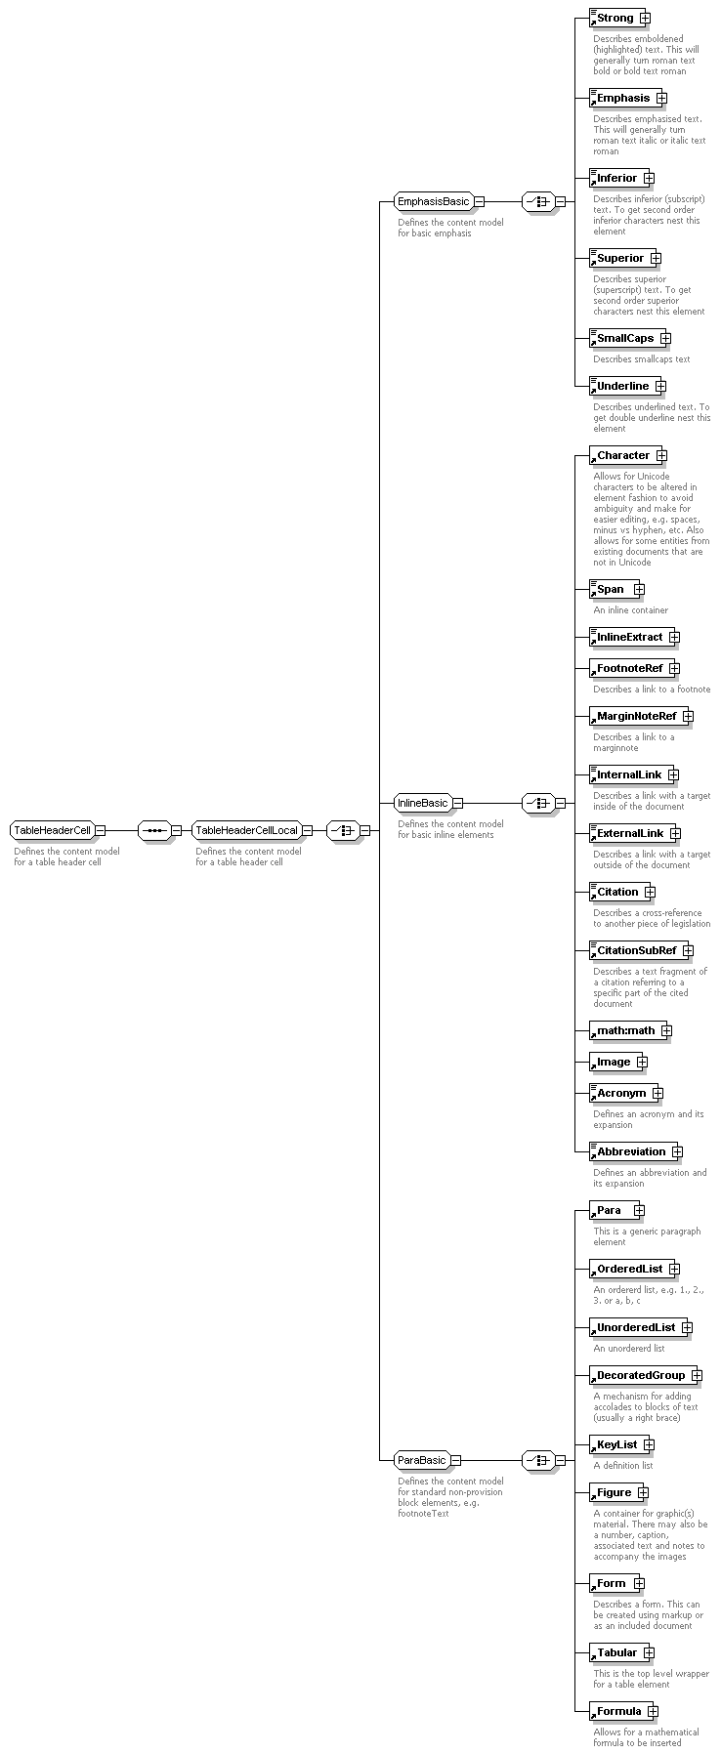 Strong
Describes emboldened
(highlighted) text. This will
generally turn roman text
bold or bold text roman
Emphasis
Describes emphasised text.
This will generally turn
roman text italic or italic text
roman
Inferior
Describes inferior (subscript)
text. To get second order
inferior characters nest this
element
EmphasisBasic
Defines the content model
for basic emphasis
Superior
Describes superior
(superscript) text. To get
second order superior
characters nest this element
SmallCaps
Describes smallcaps text
Underline
Describes underlined text. To
get double underline nest this
element
Character
Allows for Unicode
characters to be altered in
element fashion to avoid
ambiguity and make for
easier editing, e.g. spaces,
minus vs hyphen, etc. Also
allows for some entities from
existing documents that are
not in Unicode
Span
An inline container
InlineExtract
FootnoteRef
Describes a link to a footnote
MarginNoteRef
Describes a link to a
marginnote
InternalLink
Describes a link with a target
inside of the document
InlineBasic
Defines the content model
for basic inline elements
TableHeaderCell
Defines the content model
for a table header cell
TableHeaderCellLocal
Defines the content model
for a table header cell
ExternalLink
Describes a link with a target
outside of the document
Citation
Describes a cross-reference
to another piece of legislation
CitationSubRef
Describes a text fragment of
a citation referring to a
specific part of the cited
document
math:math
Image
Acronym
Defines an acronym and its
expansion
Abbreviation
Defines an abbreviation and
its expansion
Para
This is a generic paragraph
element
OrderedList
An ordererd list, e.g. 1., 2.,
3. or a, b, c
UnorderedList
An unordererd list
DecoratedGroup
A mechanism for adding
accolades to blocks of text
(usually a right brace)
KeyList
A definition list
ParaBasic
Defines the content model
for standard non-provision
block elements, e.g.
footnoteText
Figure
A container for graphic(s)
material. There may also be
a number, caption,
associated text and notes to
accompany the images
Form
Describes a form. This can
be created using markup or
as an included document
Tabular
This is the top level wrapper
for a table element
Formula
Allows for a mathematical
formula to be inserted